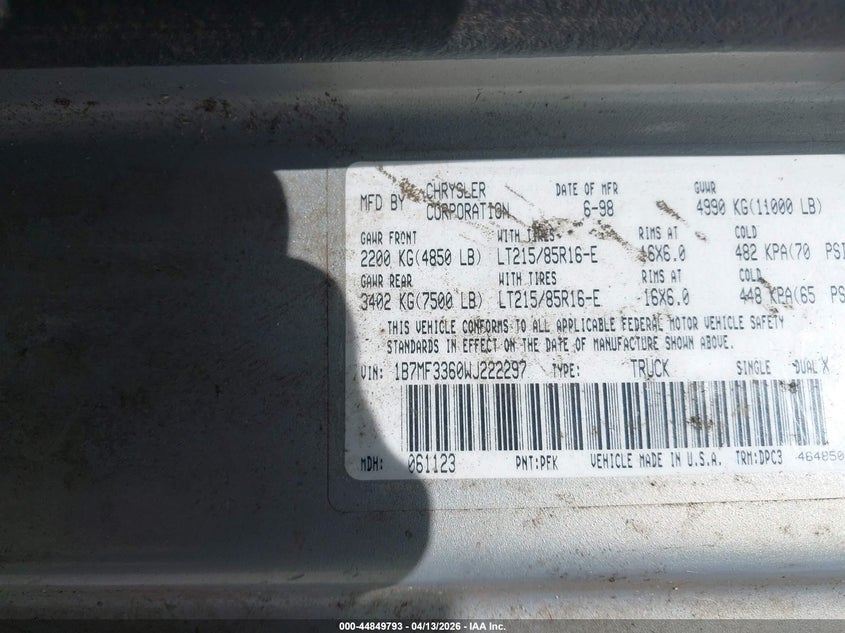 MFD BY CHRYSLER CORPORATION DATE OF MFR 6-98 GVWR 4990 KG(11000 LB)
GAWR FRONT WITH TIRES RIMS AT COLD
2200 KG(4850 LB) LT215/85R16-E 16X6.0 482 KPA(70 PSI
GAWR REAR WITH TIRES RIMS AT COLD
3402 KG(7500 LB) LT215/85R16-E 16X6.0 448 KPA(65 PS
THIS VEHICLE CONFORMS TO ALL APPLICABLE FEDERAL MOTOR VEHICLE SAFETY
STANDARDS IN EFFECT ON THE DATE OF MANUFACTURE SHOWN ABOVE.
VIN: 1B7MF3360WJ222297 TYPE: TRUCK SINGLE DUAL X
MDH: 061123 PNT:PFK VEHICLE MADE IN U.S.A. TRM:DPC3 464850
000-44849793 - 04/13/2026 - IAA Inc.